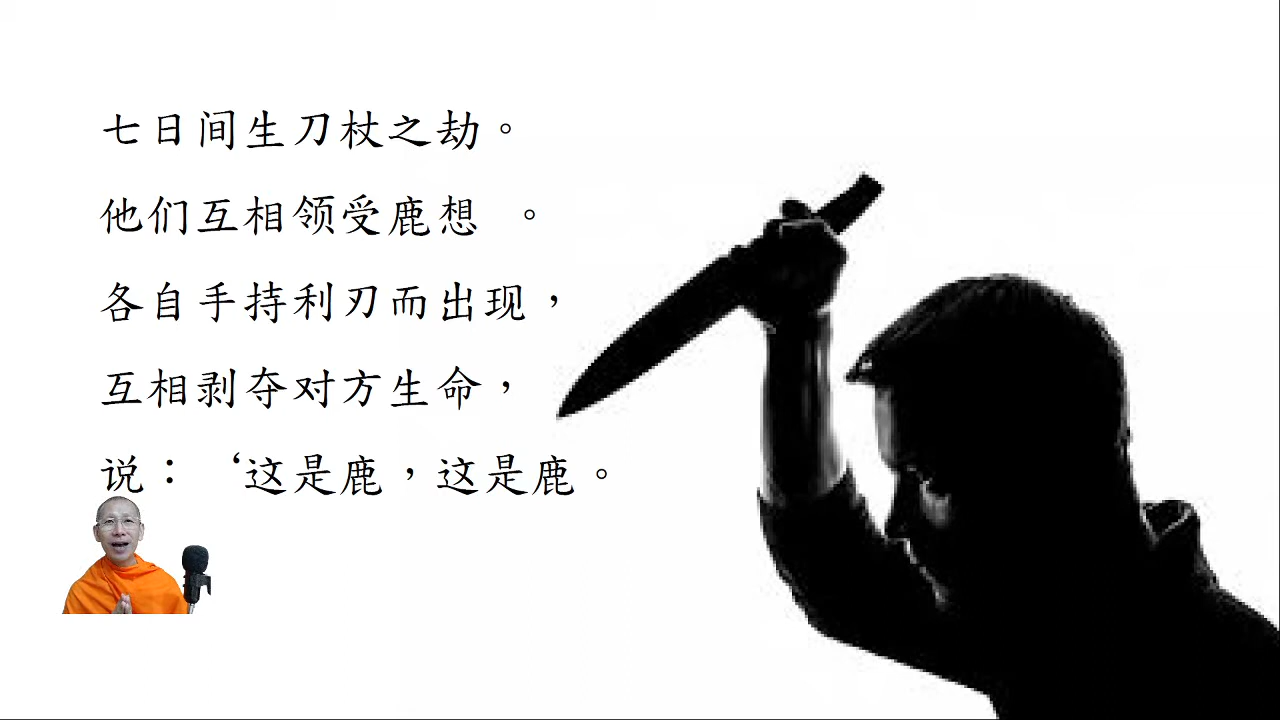 七日间生刀杖之劫。
他们互相领受鹿想 。
各自手持利刃而出现，
互相剥夺对方生命，
说：‘这是鹿，这是鹿。